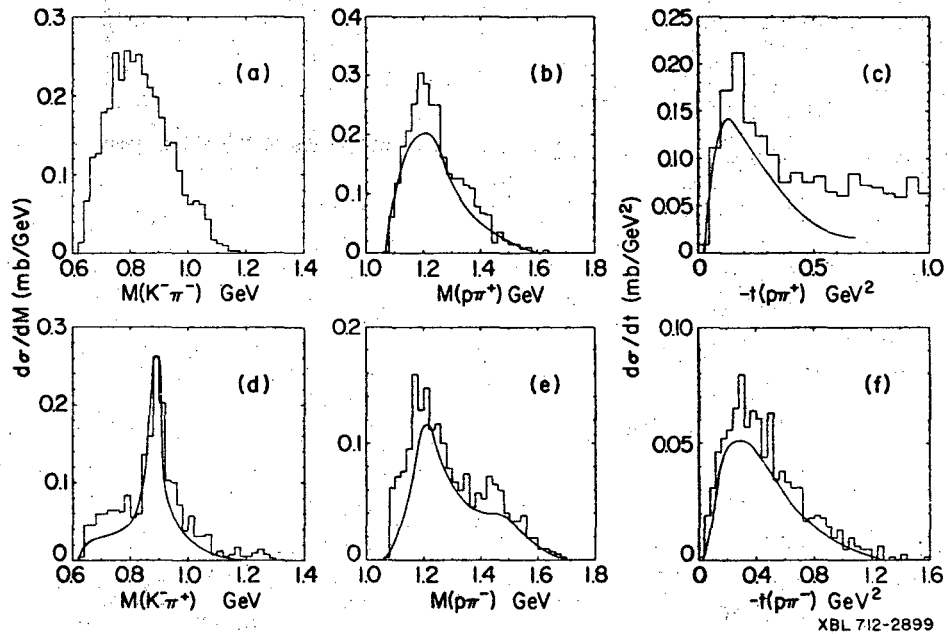 0.3
0.2
0.1
0
0.6 0.8 1.0 1.2 1.4
M(K⁻π⁻) GeV
(a)
0.4
0.3
0.2
0.1
0
1.0 1.2 1.4 1.6 1.8
M(pπ⁺) GeV
(b)
0.25
0.20
0.15
0.10
0.05
0
0 0.5 1.0
-t(pπ⁺) GeV²
(c)
dσ/dM (mb/GeV)
dσ/dt (mb/GeV²)
0.3
0.2
0.1
0
0.6 0.8 1.0 1.2 1.4
M(K⁻π⁺) GeV
(d)
0.2
0.1
0
1.0 1.2 1.4 1.6 1.8
M(pπ⁻) GeV
(e)
0.10
0.05
0
0 0.4 0.8 1.2 1.6
-t(pπ⁻) GeV²
(f)
XBL 712-2899